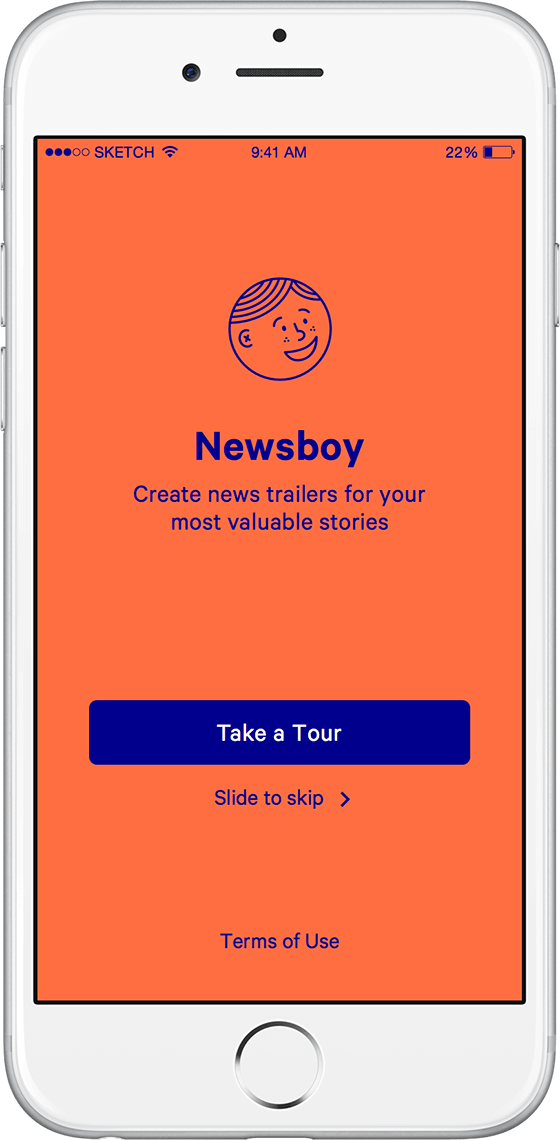 SKETCH 9:41 AM 22%
Newsboy
Create news trailers for your
most valuable stories
Take a Tour
Slide to skip
Terms of Use